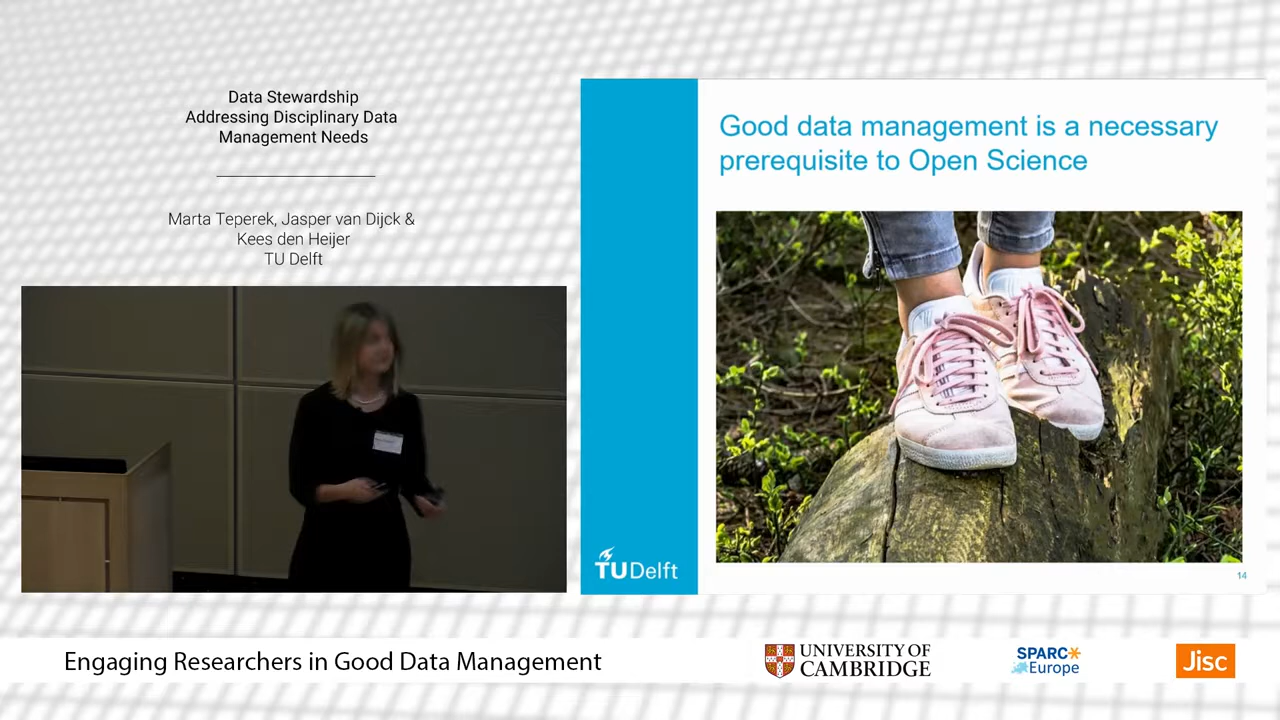 Data Stewardship
Addressing Disciplinary Data
Management Needs
Marta Teperek, Jasper van Dijck &
Kees den Heijer
TU Delft
Good data management is a necessary
prerequisite to Open Science
TUDelft
14
Engaging Researchers in Good Data Management
UNIVERSITY OF
CAMBRIDGE
SPARC
Europe
Jisc